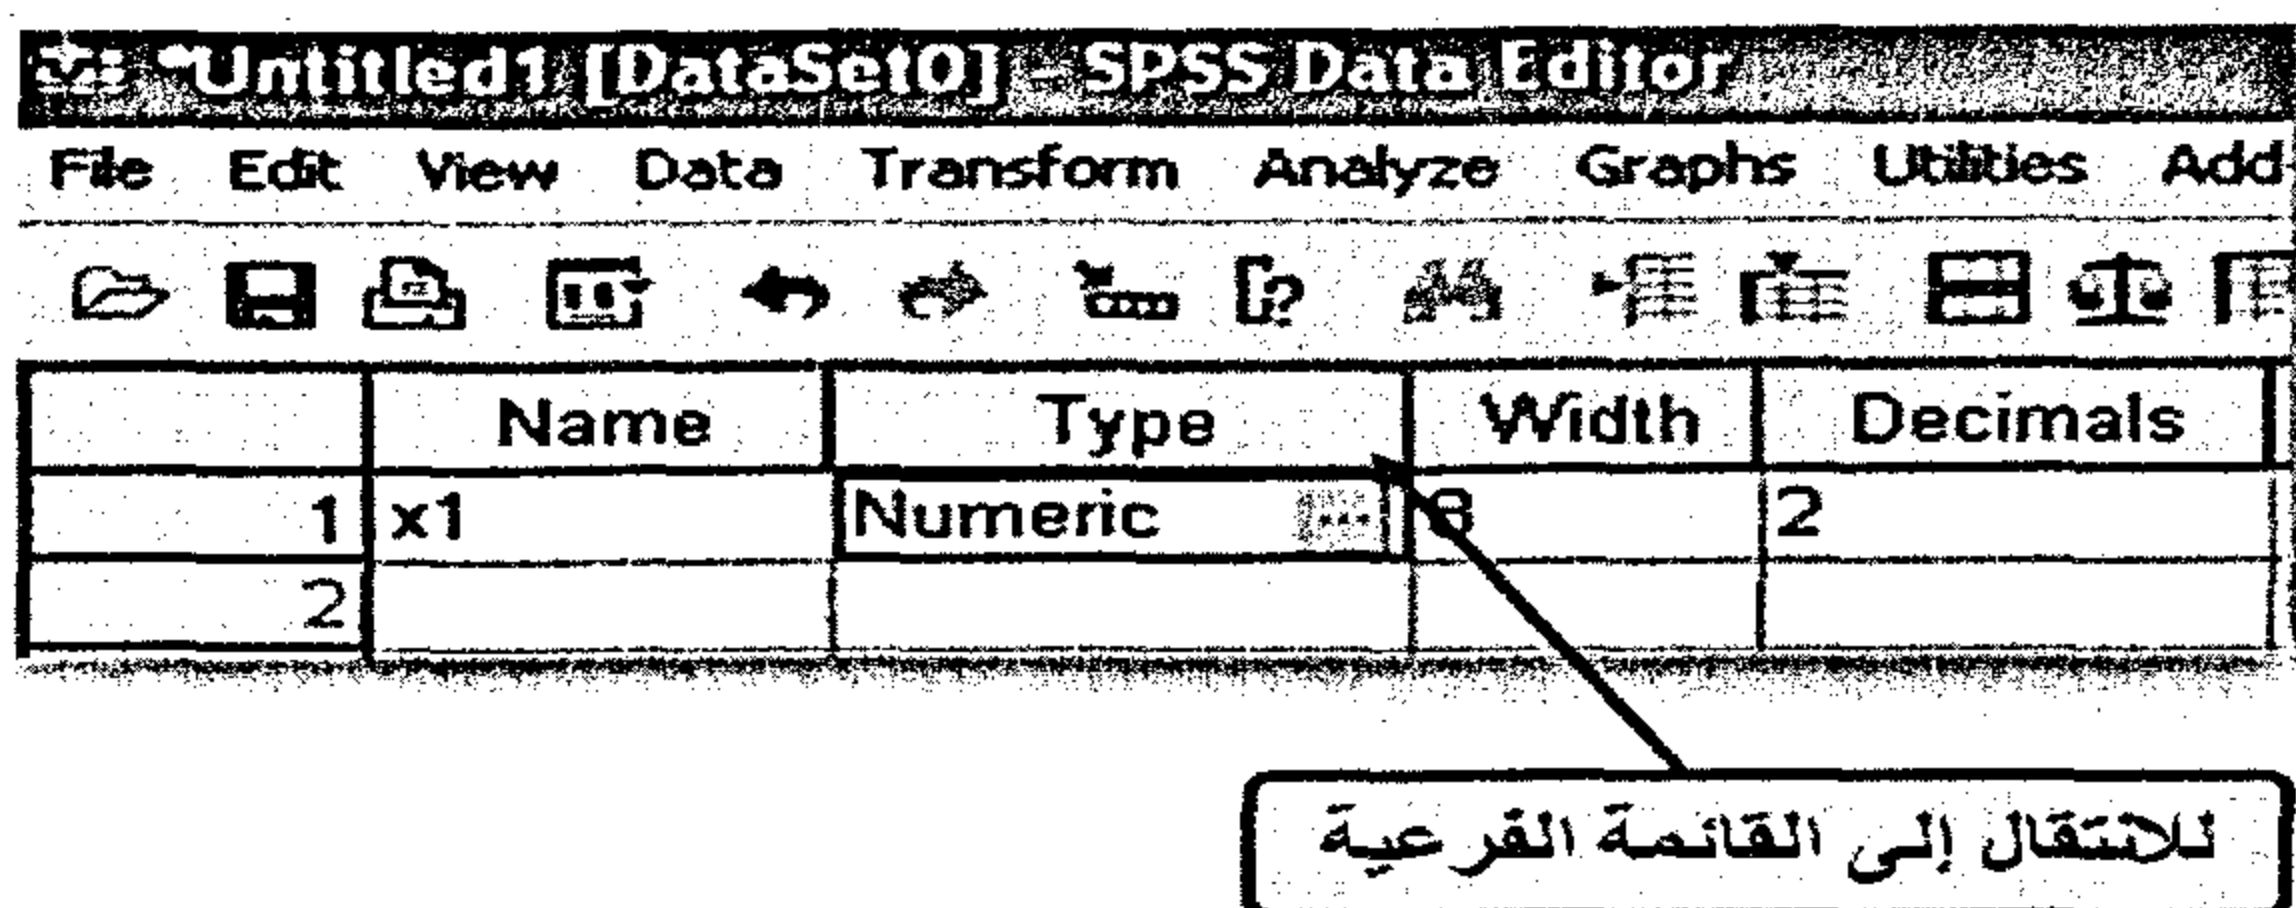 *Untitled1 [DataSet0] - SPSS Data Editor
File Edit View Data Transform Analyze Graphs Utilities Add
Name Type Width Decimals
1 x1 Numeric ... 8 2
2
للانتقال إلى القائمة الفرعية